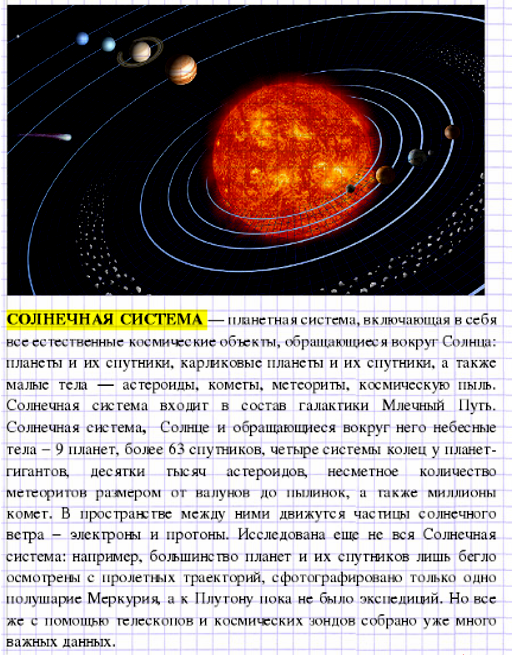 СОЛНЕЧНАЯ СИСТЕМА — планетная система, включающая в себя
все естественные космические объекты, обращающиеся вокруг Солнца:
планеты и их спутники, карликовые планеты и их спутники, а также
малые тела — астероиды, кометы, метеориты, космическую пыль.
Солнечная система входит в состав галактики Млечный Путь.
Солнечная система, Солнце и обращающиеся вокруг него небесные
тела – 9 планет, более 63 спутников, четыре системы колец у планет-
гигантов, десятки тысяч астероидов, несметное количество
метеоритов размером от валунов до пылинок, а также миллионы
комет. В пространстве между ними движутся частицы солнечного
ветра – электроны и протоны. Исследована еще не вся Солнечная
система: например, большинство планет и их спутников лишь бегло
осмотрены с пролетных траекторий, сфотографировано только одно
полушарие Меркурия, а к Плутону пока не было экспедиций. Но все
же с помощью телескопов и космических зондов собрано уже много
важных данных.